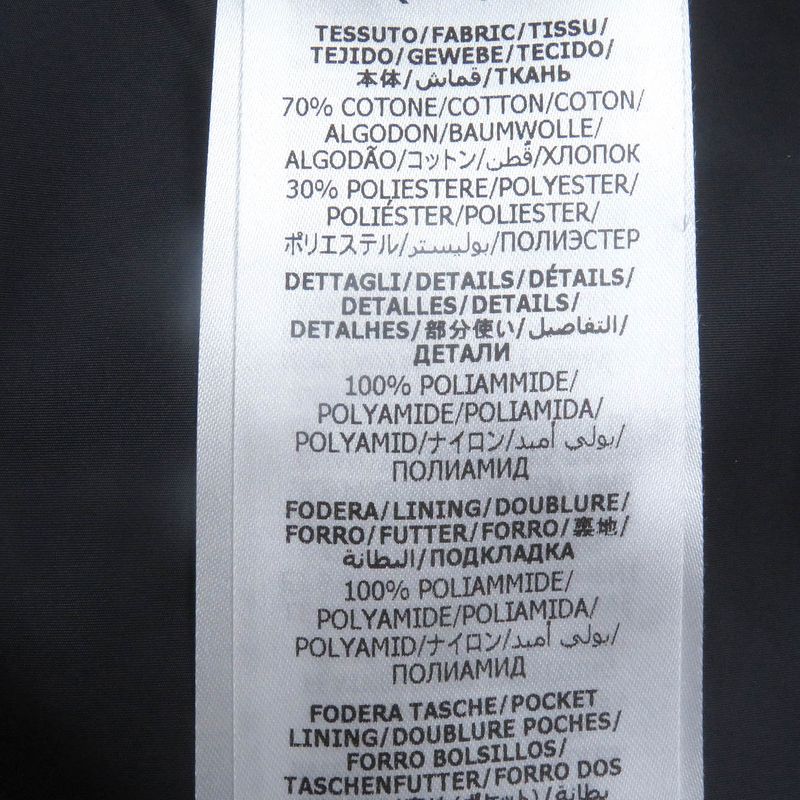 TESSUTO/FABRIC/TISSU/
TEJIDO/GEWEBE/TECIDO/
本体/قماش/ТКАНЬ
70% COTONE/COTTON/COTON/
ALGODON/BAUMWOLLE/
ALGODÃO/コットン/قُطن/ХЛОПОК
30% POLIESTERE/POLYESTER/
POLIÉSTER/POLIESTER/
ポリエステル/بوليستر/ПОЛИЭСТЕР
DETTAGLI/DETAILS/DÉTAILS/
DETALLES/DETAILS/
DETALHES/部分使い/التفاصيل/
ДЕТАЛИ
100% POLIAMMIDE/
POLYAMIDE/POLIAMIDA/
POLYAMID/ナイロン/بولي أميد/
ПОЛИАМИД
FODERA/LINING/DOUBLURE/
FORRO/FUTTER/FORRO/裏地/
البطانة/ПОДКЛАДКА
100% POLIAMMIDE/
POLYAMIDE/POLIAMIDA/
POLYAMID/ナイロン/بولي أميد/
ПОЛИАМИД
FODERA TASCHE/POCKET
LINING/DOUBLURE POCHES/
FORRO BOLSILLOS/
TASCHENFUTTER/FORRO DOS